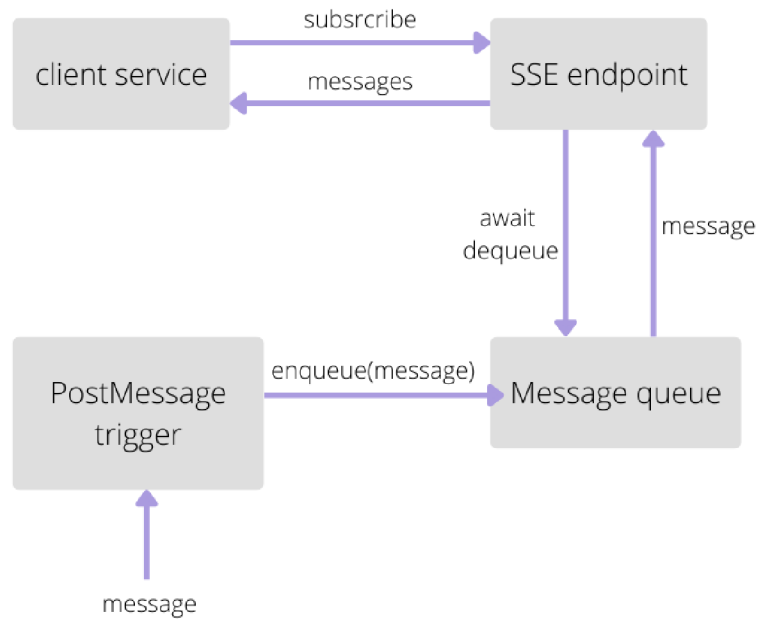 subsrcribe
client service
SSE endpoint
messages
await
dequeue
message
enqueue(message)
PostMessage
trigger
Message queue
message